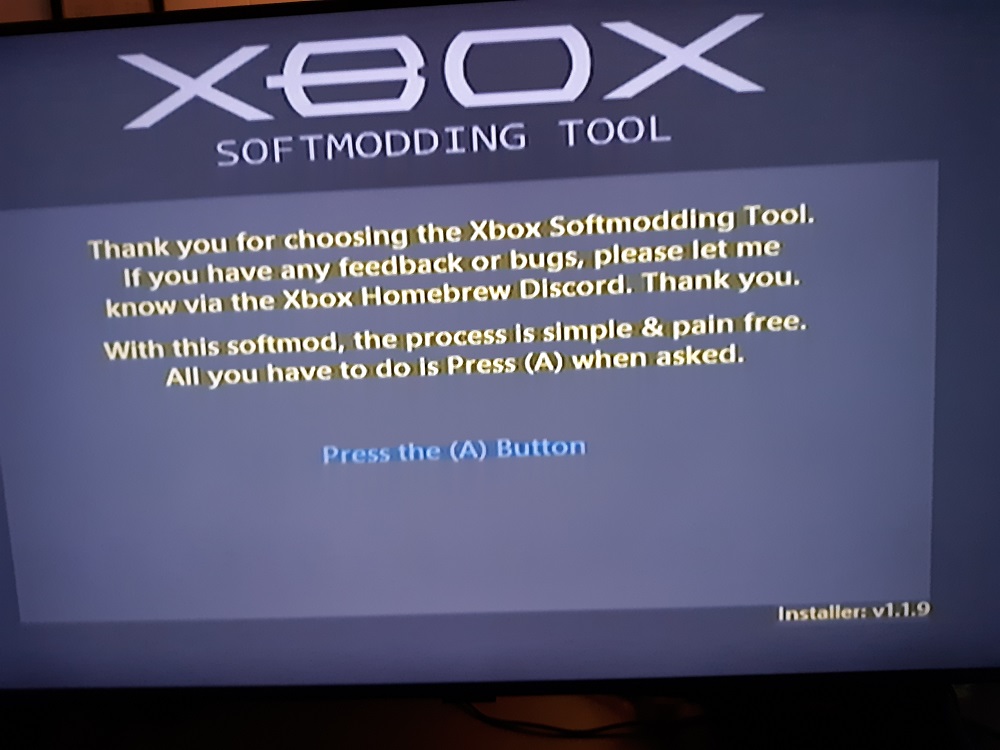 XBOX
SOFTMODDING TOOL
Thank you for choosing the Xbox Softmodding Tool.
If you have any feedback or bugs, please let me
know via the Xbox Homebrew Discord. Thank you.
With this softmod, the process is simple & pain free.
All you have to do is Press (A) when asked.
Press the (A) Button
Installer: v1.1.9